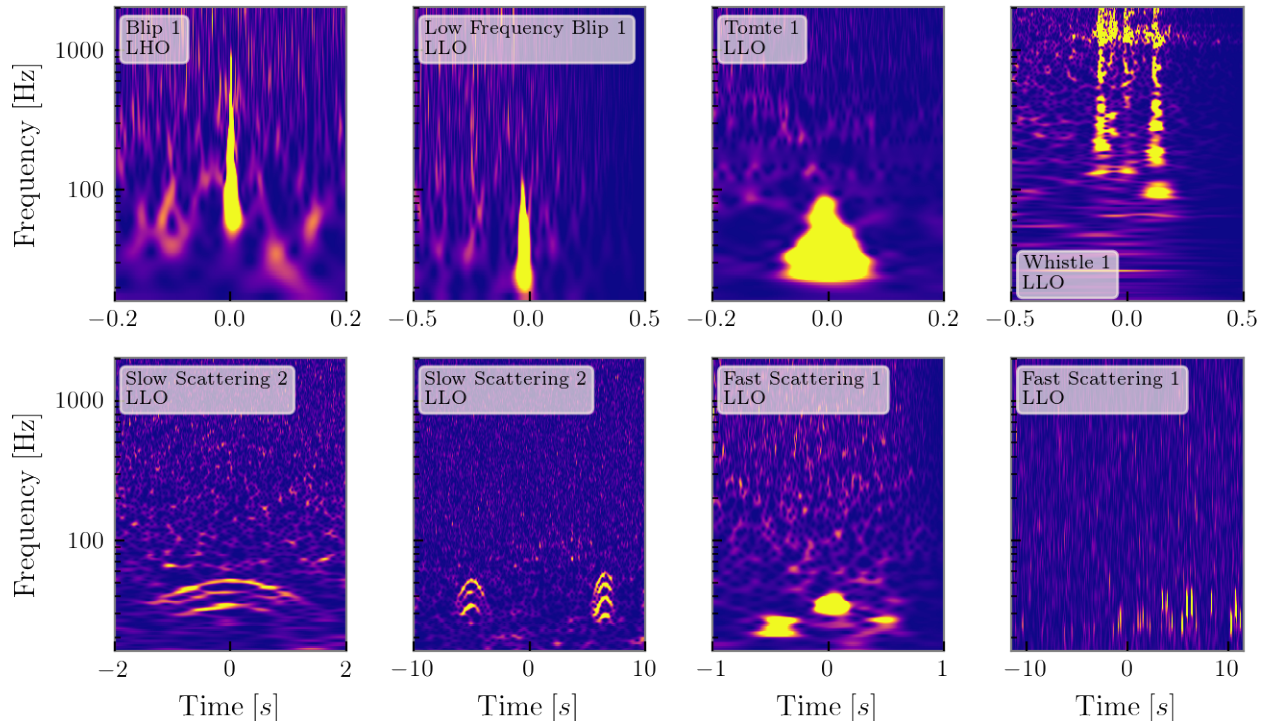 Blip 1
LHO
Low Frequency Blip 1
LLO
Tomte 1
LLO
Whistle 1
LLO
Frequency [Hz]
1000
100
−0.2 0.0 0.2
−0.5 0.0 0.5
−0.2 0.0 0.2
−0.5 0.0 0.5
Slow Scattering 2
LLO
Slow Scattering 2
LLO
Fast Scattering 1
LLO
Fast Scattering 1
LLO
Frequency [Hz]
1000
100
−2 0 2
−10 0 10
−1 0 1
−10 0 10
Time [s]
Time [s]
Time [s]
Time [s]